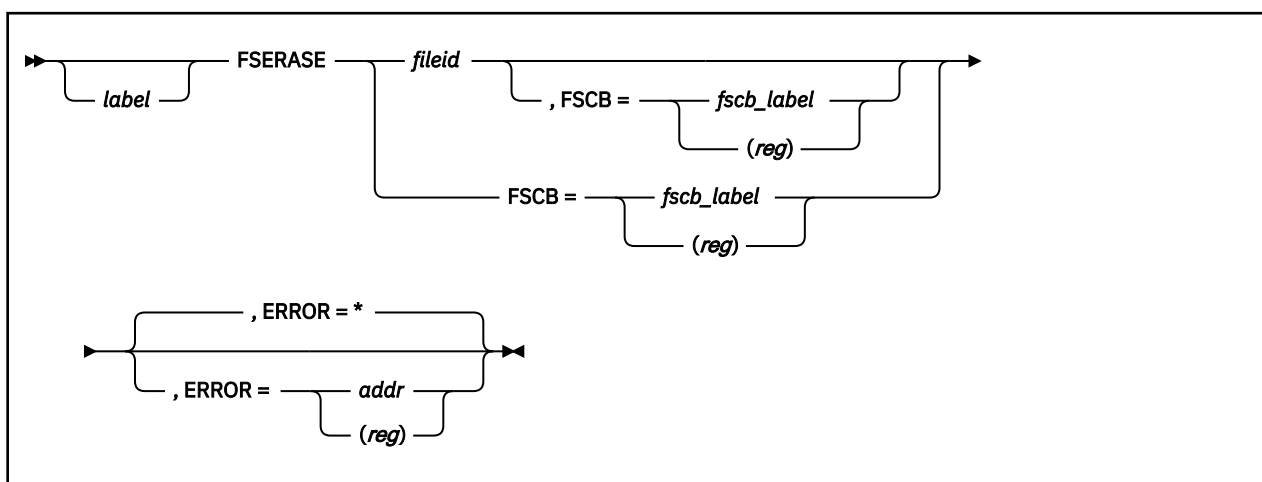 FSERASE fileid
label , FSCB = fscb_label
(reg)
FSCB = fscb_label
(reg)
, ERROR = *
, ERROR = addr
(reg)